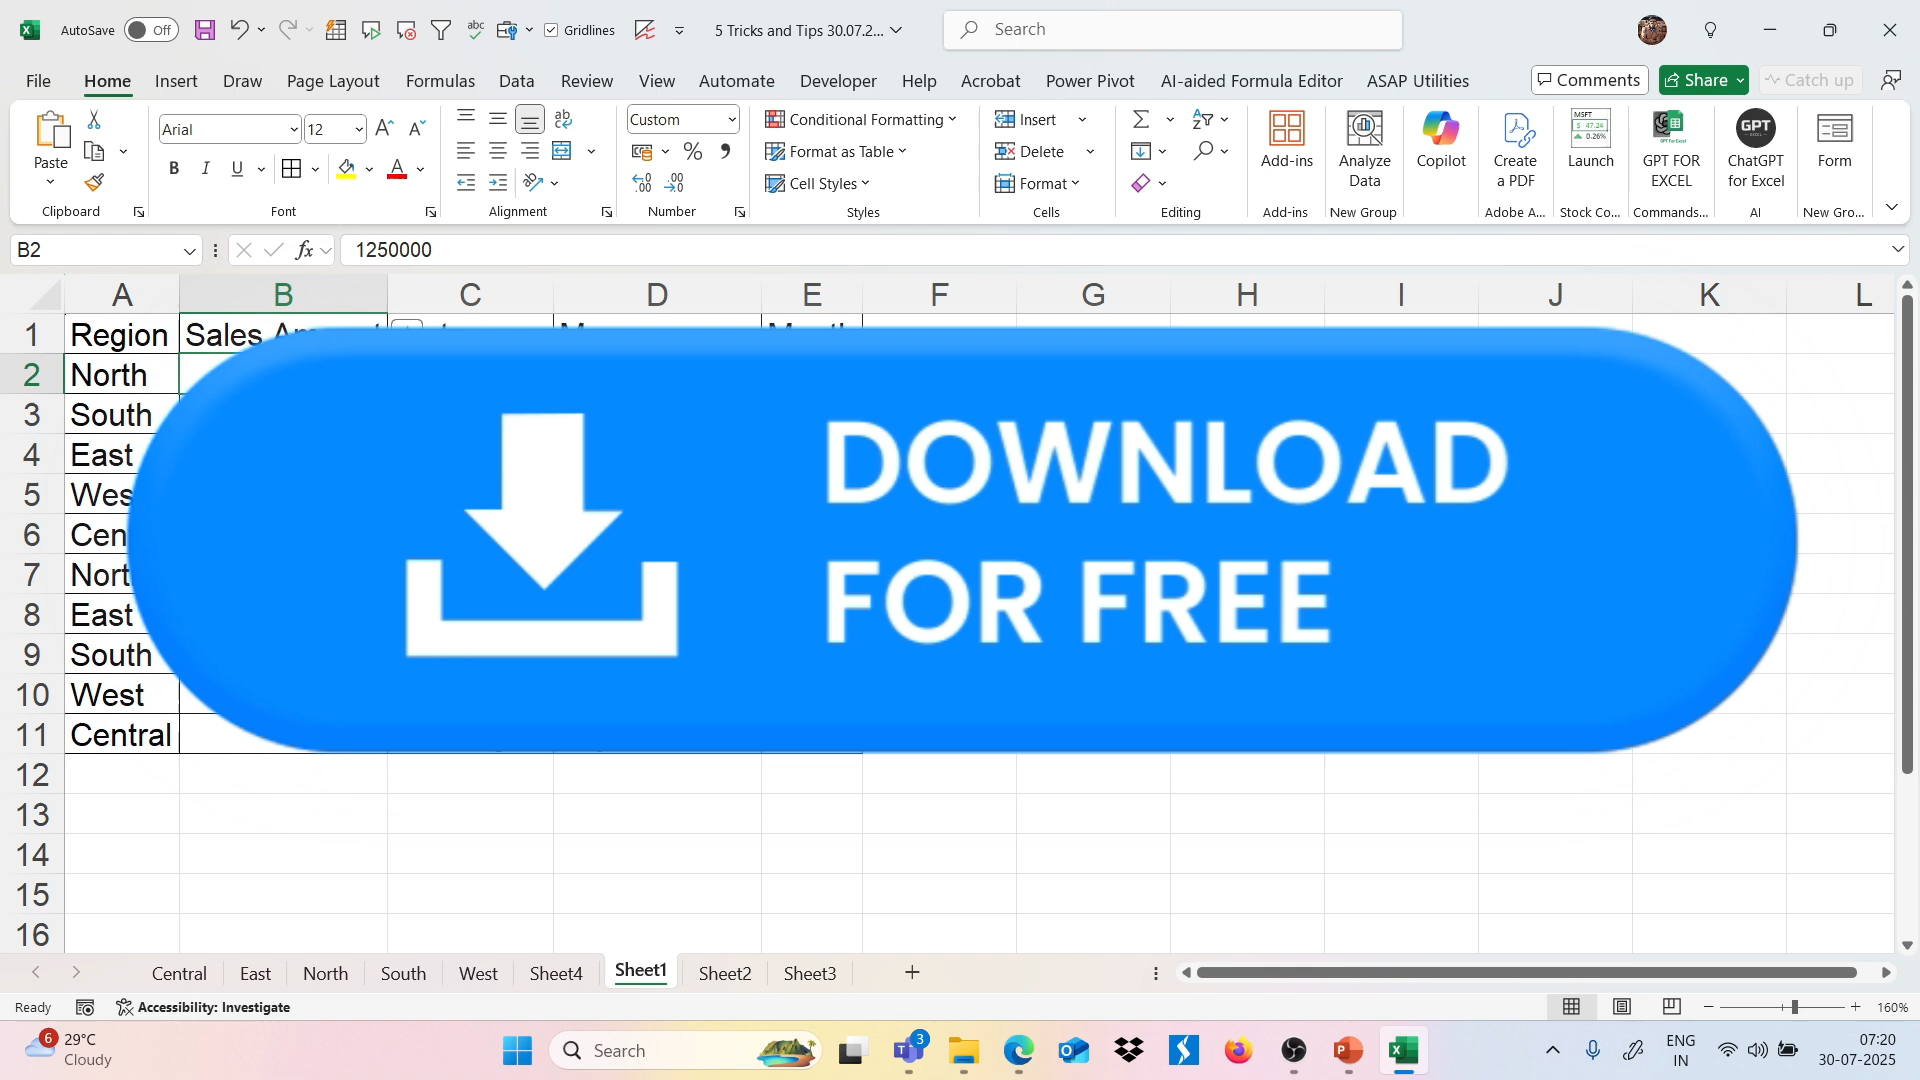 AutoSave Off Gridlines 5 Tricks and Tips 30.07.2... Search
File Home Insert Draw Page Layout Formulas Data Review View Automate Developer Help Acrobat Power Pivot AI-aided Formula Editor ASAP Utilities Comments Share Catch up
Paste Arial 12 Custom Conditional Formatting Insert Add-ins Analyze Data Copilot Create a PDF Launch GPT FOR EXCEL ChatGPT for Excel Form
Format as Table Delete
Cell Styles Format
Clipboard Font Alignment Number Styles Cells Editing Add-ins New Group Adobe A... Stock Co... Commands... AI New Gro...
B2 fx 1250000
A B C D E F G H I J K L
1 Region Sales
2 North
3 South
4 East
5
6
7
8 East
9 South
10 West
11 Central
12
13
14
15
16
DOWNLOAD
FOR FREE
Central East North South West Sheet4 Sheet1 Sheet2 Sheet3
Ready Accessibility: Investigate 160%
6 29°C Search 3 ENG 07:20
Cloudy IN 30-07-2025